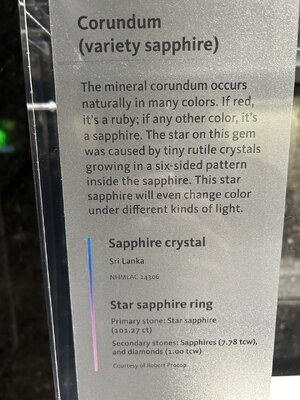 Corundum
(variety sapphire)
The mineral corundum occurs
naturally in many colors. If red,
it's a ruby; if any other color, it's
a sapphire. The star on this gem
was caused by tiny rutile crystals
growing in a six-sided pattern
inside the sapphire. This star
sapphire will even change color
under different kinds of light.
Sapphire crystal
Sri Lanka
NHMLAC 24306
Star sapphire ring
Primary stone: Star sapphire
(101.27 ct)
Secondary stones: Sapphires (7.78 tcw),
and diamonds (1.00 tcw)
Courtesy of Robert Procop